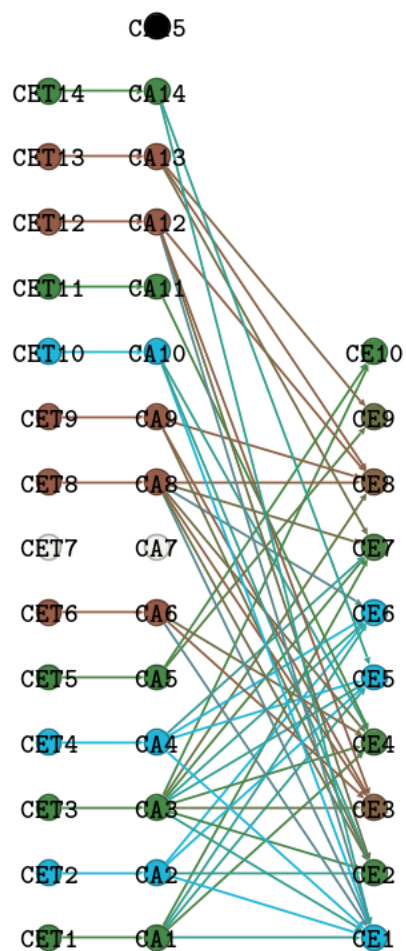 CA15
CET14 CA14
CET13 CA13
CET12 CA12
CET11 CA11
CET10 CA10 CE10
CET9 CA9 CE9
CET8 CA8 CE8
CET7 CA7 CE7
CET6 CA6 CE6
CET5 CA5 CE5
CET4 CA4 CE4
CET3 CA3 CE3
CET2 CA2 CE2
CET1 CA1 CE1